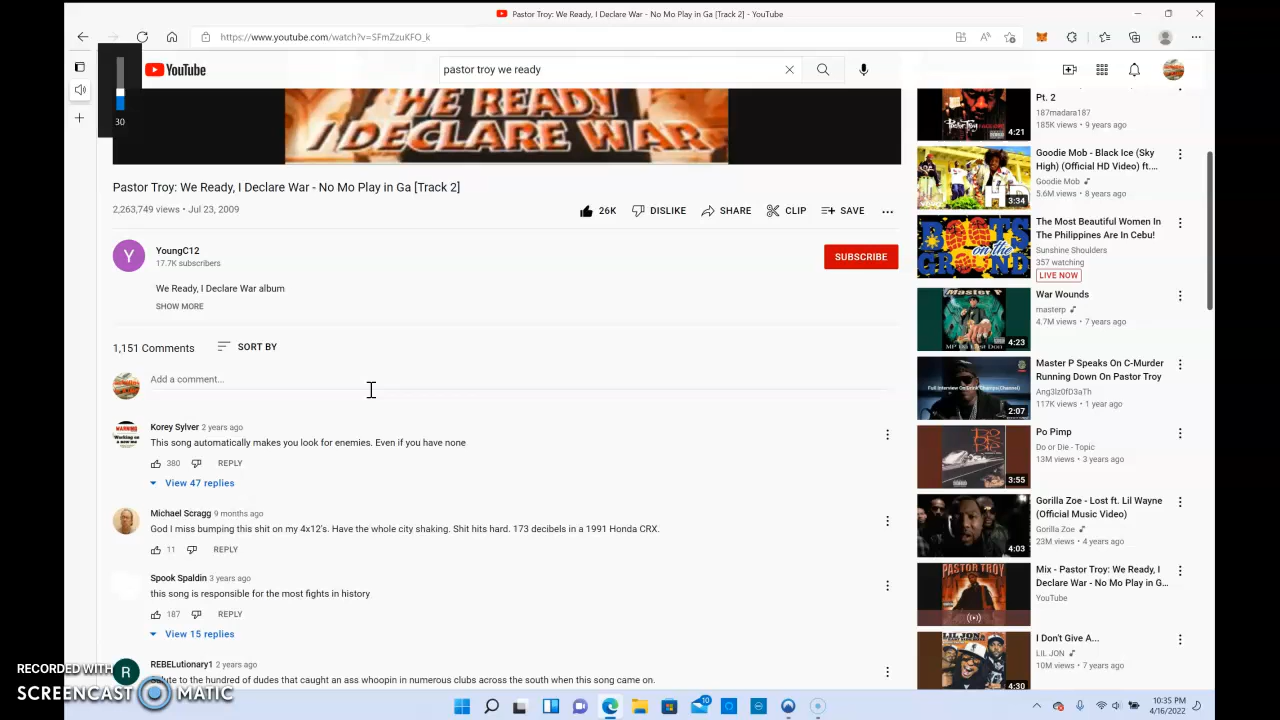 Pastor Troy: We Ready, I Declare War - No Mo Play in Ga [Track 2] - YouTube
https://www.youtube.com/watch?v=SFmZzuKFO_k
YouTube
pastor troy we ready
30
WE READY
I DECLARE WAR
Pastor Troy: We Ready, I Declare War - No Mo Play in Ga [Track 2]
2,263,749 views • Jul 23, 2009
26K
DISLIKE
SHARE
CLIP
SAVE
Y
YoungC12
17.7K subscribers
SUBSCRIBE
We Ready, I Declare War album
SHOW MORE
1,151 Comments
SORT BY
Add a comment...
WARNING
Korey Sylver 2 years ago
This song automatically makes you look for enemies. Even if you have none
380
REPLY
View 47 replies
Michael Scragg 9 months ago
God I miss bumping this shit on my 4x12's. Have the whole city shaking. Shit hits hard. 173 decibels in a 1991 Honda CRX.
11
REPLY
Spook Spaldin 3 years ago
this song is responsible for the most fights in history
187
REPLY
View 15 replies
R
REBELutionary1 2 years ago
Salute to the hundred of dudes that caught an ass whoopin in numerous clubs across the south when this song came on.
Pt. 2
187madara187
185K views • 9 years ago
4:21
Goodie Mob - Black Ice (Sky
High) (Official HD Video) ft....
Goodie Mob
5.6M views • 8 years ago
3:34
BOOTS
on the
GROUND
The Most Beautiful Women In
The Philippines Are In Cebu!
Sunshine Shoulders
357 watching
LIVE NOW
MASTER P
4:23
War Wounds
masterp
4.7M views • 7 years ago
2:07
Master P Speaks On C-Murder
Running Down On Pastor Troy
Ang3lz0fD3aTh
117K views • 1 year ago
DO OR DIE
3:55
Po Pimp
Do or Die - Topic
13M views • 3 years ago
4:03
Gorilla Zoe - Lost ft. Lil Wayne
(Official Music Video)
Gorilla Zoe
23M views • 4 years ago
PASTOR TROY
Mix - Pastor Troy: We Ready, I
Declare War - No Mo Play in G...
YouTube
LIL JON
4:30
I Don't Give A...
LIL JON
10M views • 7 years ago
RECORDED WITH
SCREENCAST MATIC
10
10:35 PM
4/16/2022